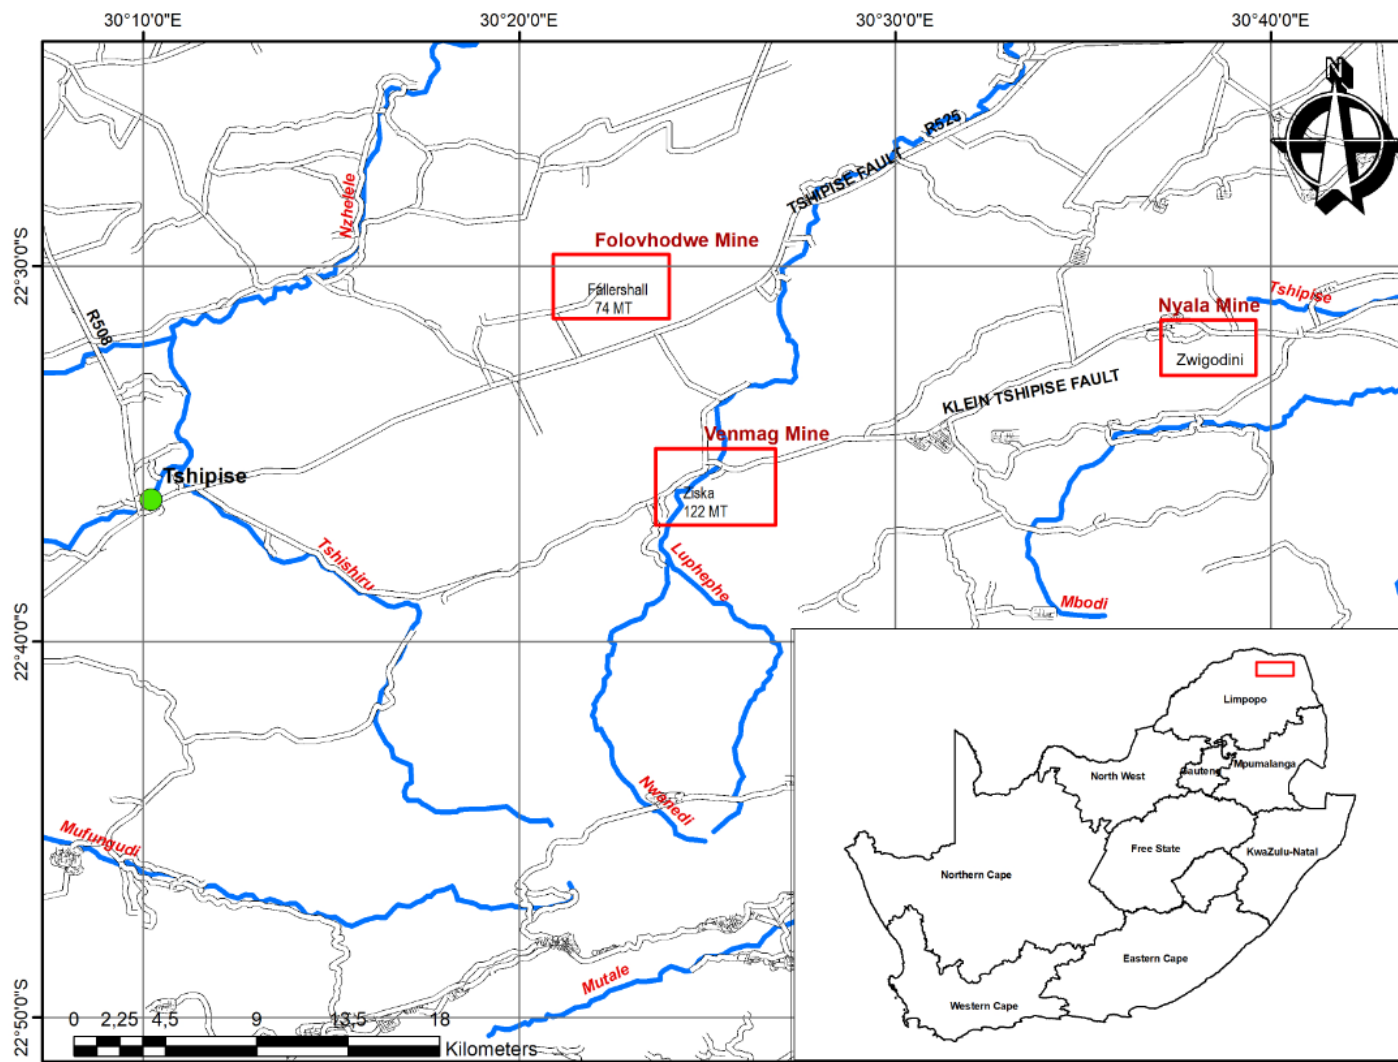 30°10'0"E
30°20'0"E
30°30'0"E
30°40'0"E
N
R525
TSHIPISE FAULT
Nzhelele
Folovhodwe Mine
22°30'0"S
Fallershall
74 MT
Tshipise
Nyala Mine
R508
Zwigodini
KLEIN TSHIPISE FAULT
Venmag Mine
Tshipise
Ziska
122 MT
Tshishiru
Luphephe
Mbodi
22°40'0"S
Limpopo
North West
Gauteng
Mpumalanga
Nwanedi
Mufungudi
Free State
KwaZulu-Natal
Northern Cape
Eastern Cape
Mutale
Western Cape
22°50'0"S
0 2,25 4,5 9 13,5 18
Kilometers